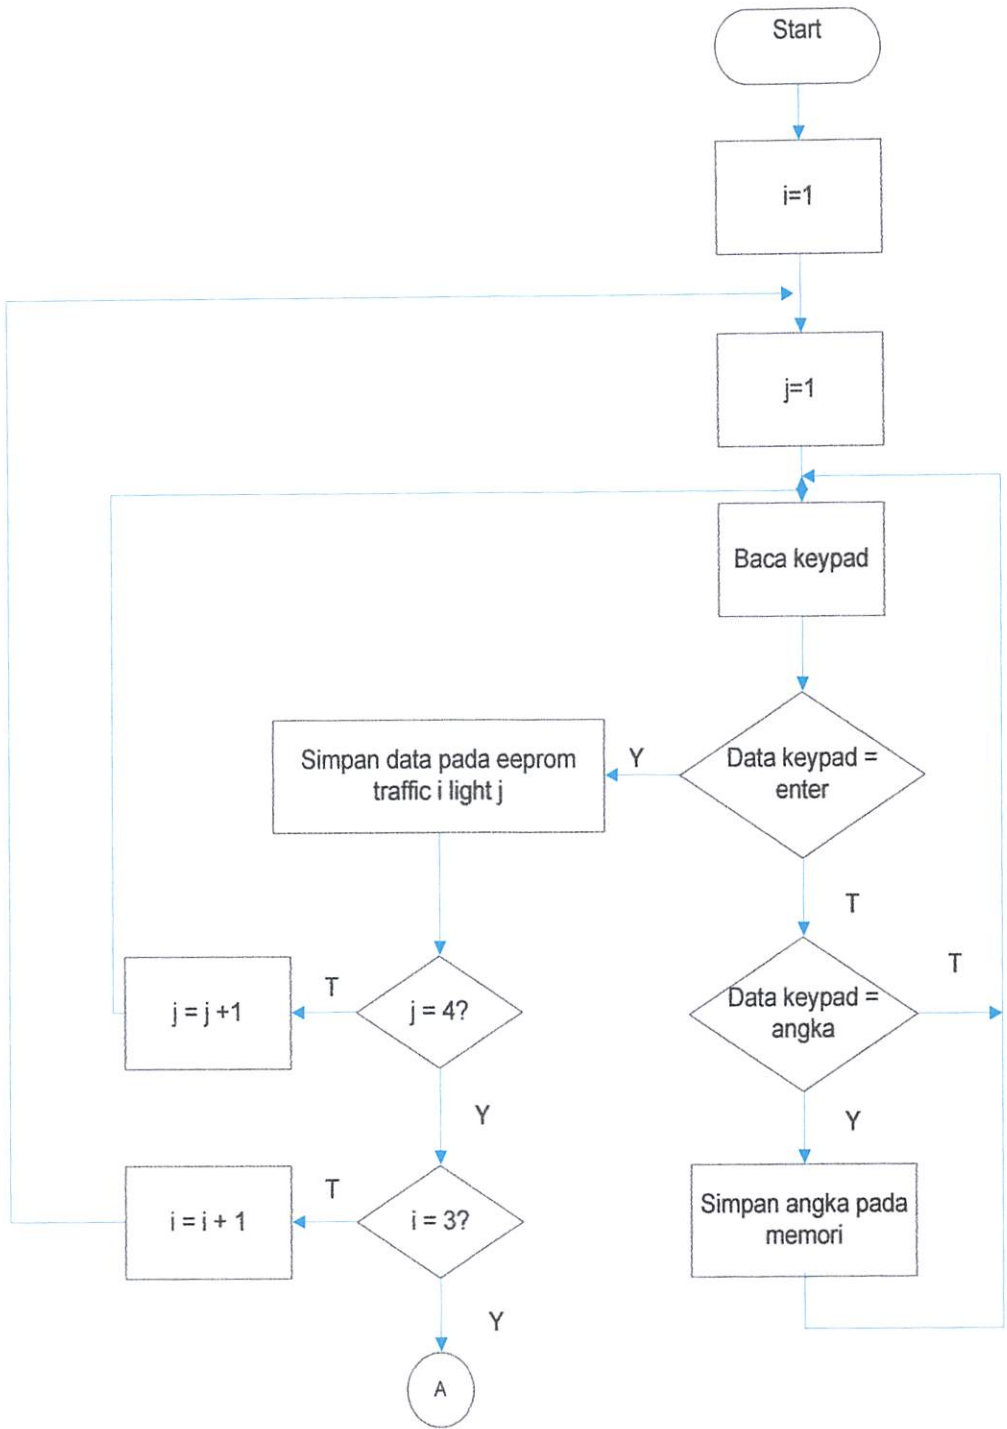 Start
i=1
j=1
Baca keypad
Data keypad =
enter
Y
Simpan data pada eeprom
traffic i light j
T
Data keypad =
angka
T
j = 4?
T
j = j +1
Y
Y
Simpan angka pada
memori
i = 3?
T
i = i + 1
Y
A